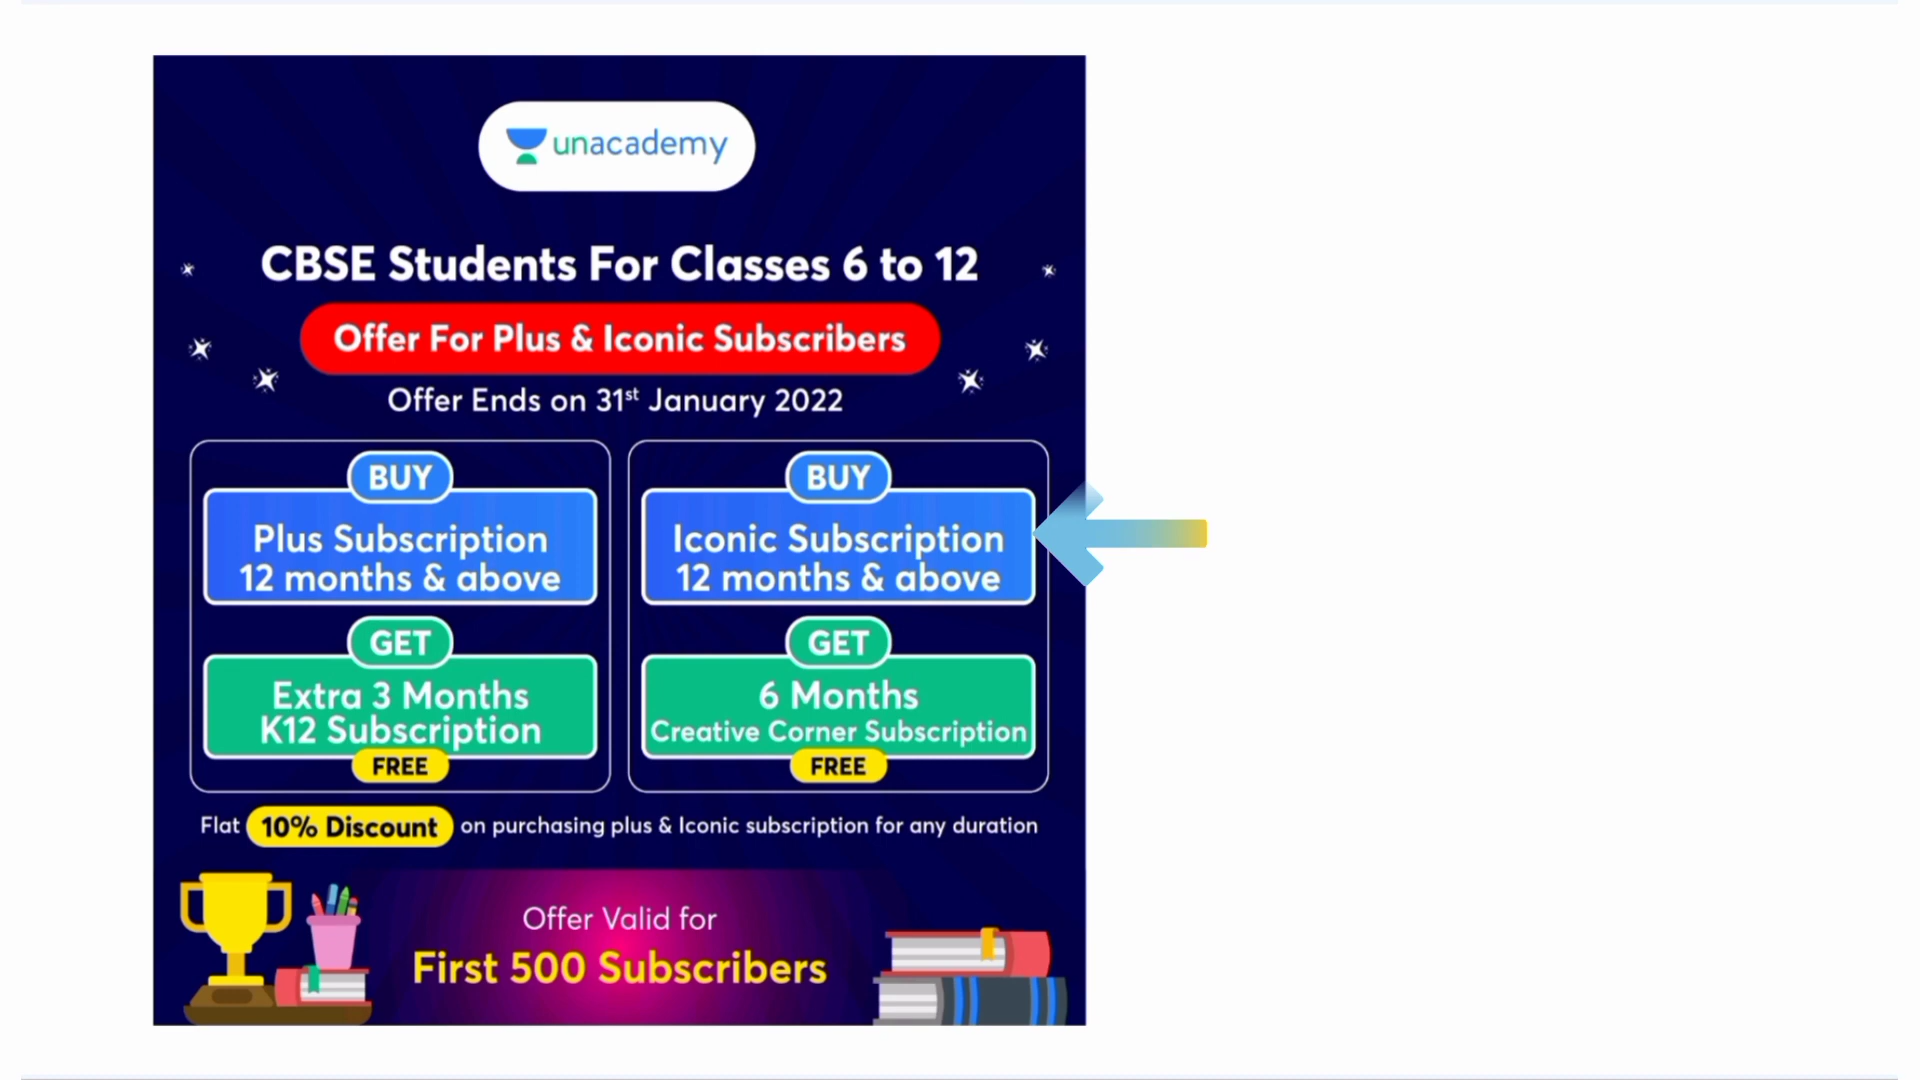 unacademy
CBSE Students For Classes 6 to 12
Offer For Plus & Iconic Subscribers
Offer Ends on 31st January 2022
BUY
Plus Subscription
12 months & above
GET
Extra 3 Months
K12 Subscription
FREE
BUY
Iconic Subscription
12 months & above
GET
6 Months
Creative Corner Subscription
FREE
Flat 10% Discount on purchasing plus & Iconic subscription for any duration
Offer Valid for
First 500 Subscribers